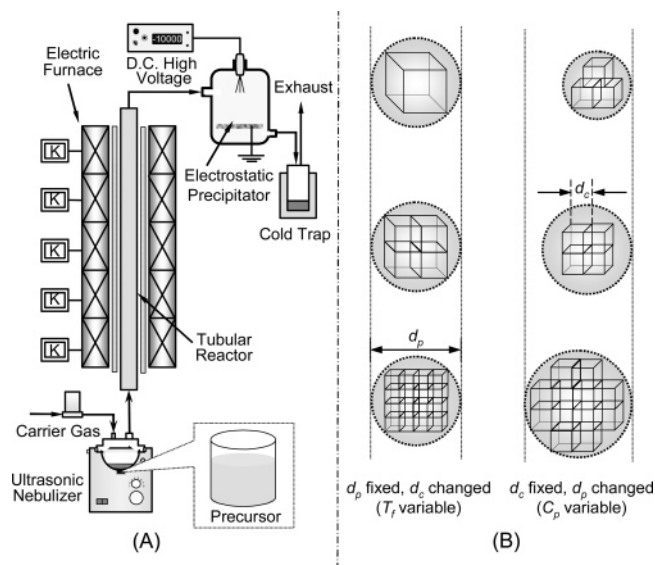 -10000
D.C. High
Voltage
Electric
Furnace
Exhaust
Electrostatic
Precipitator
Cold Trap
K
K
K
K
K
Tubular
Reactor
Carrier Gas
Ultrasonic
Nebulizer
Precursor
(A)
d_c
d_p
d_p fixed, d_c changed
(T_f variable)
d_c fixed, d_p changed
(C_p variable)
(B)